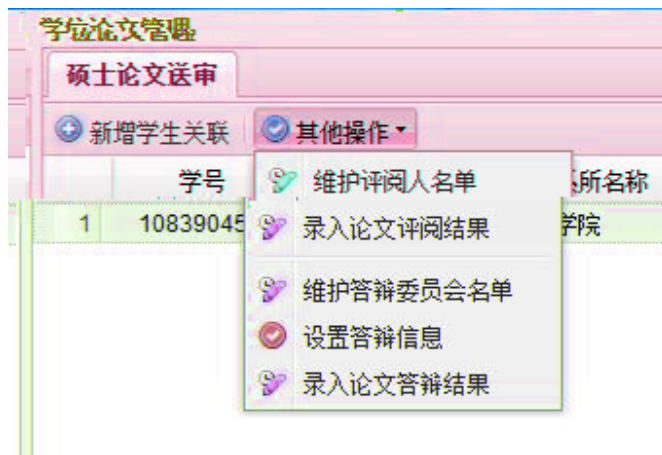 学位论文管理
硕士论文送审
新增学生关联 其他操作
学号 系所名称
1 10839045 学院
维护评阅人名单
录入论文评阅结果
维护答辩委员会名单
设置答辩信息
录入论文答辩结果